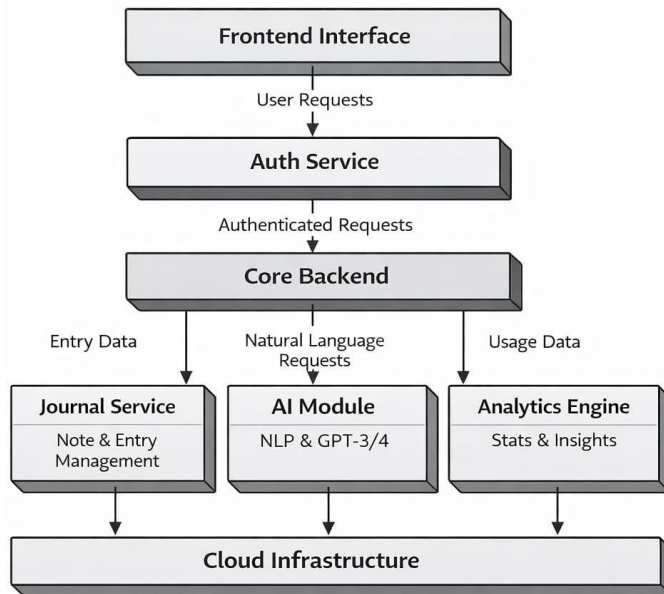 Frontend Interface
User Requests
Auth Service
Authenticated Requests
Core Backend
Entry Data
Natural Language
Requests
Usage Data
Journal Service
Note & Entry
Management
AI Module
NLP & GPT-3/4
Analytics Engine
Stats & Insights
Cloud Infrastructure